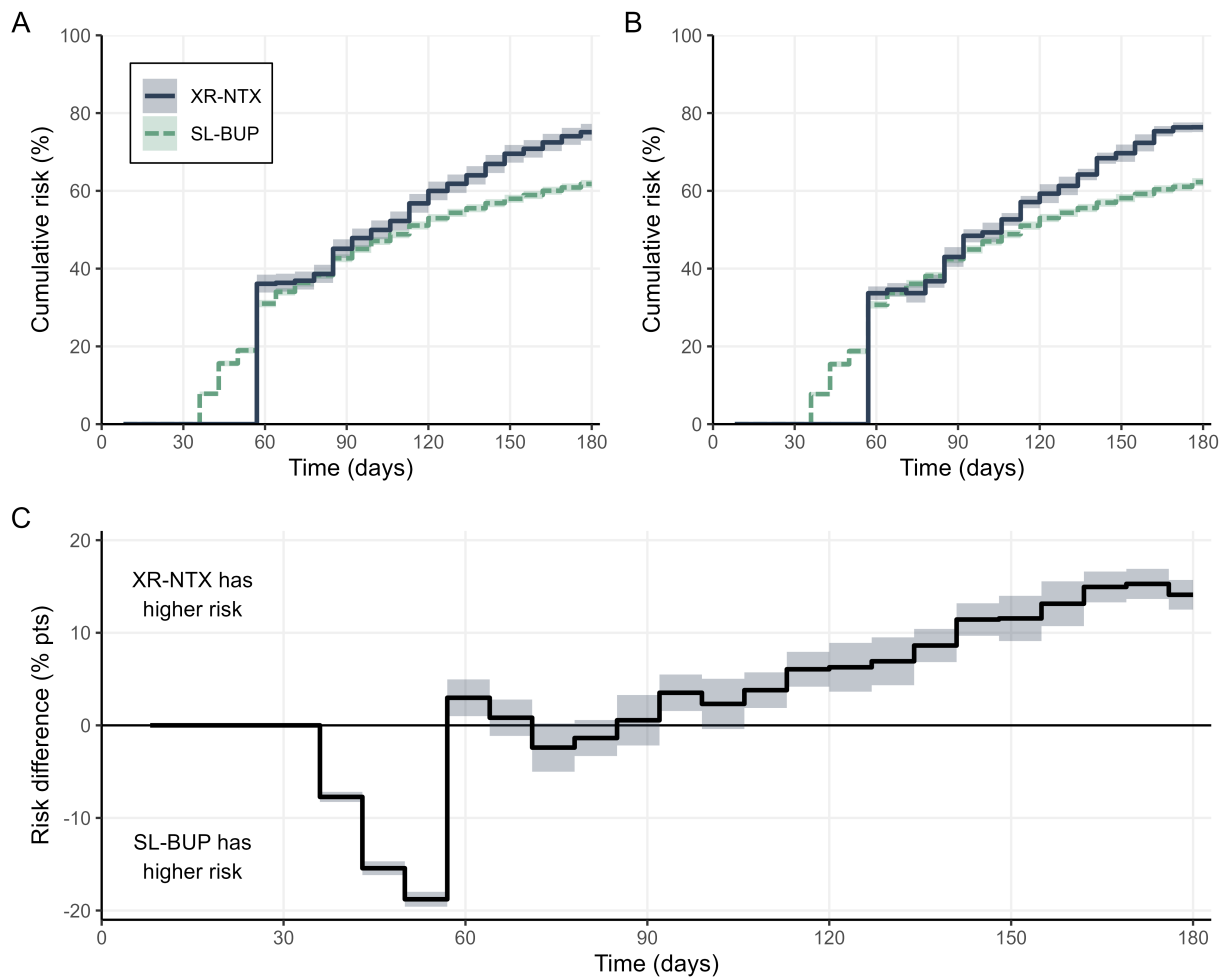 A
Cumulative risk (%)
100
80
60
40
20
0
XR-NTX
SL-BUP
0 30 60 90 120 150 180
Time (days)
B
Cumulative risk (%)
100
80
60
40
20
0
0 30 60 90 120 150 180
Time (days)
C
Risk difference (% pts)
20
10
0
-10
-20
XR-NTX has
higher risk
SL-BUP has
higher risk
0 30 60 90 120 150 180
Time (days)